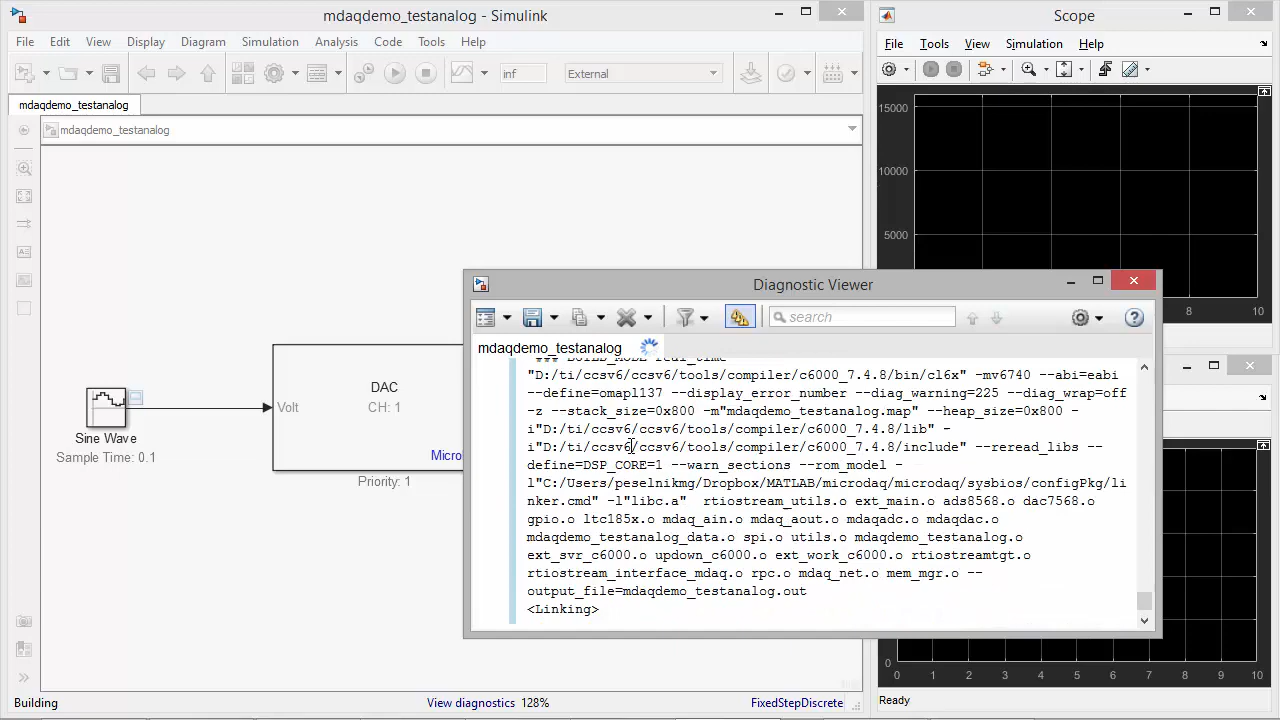 mdaqdemo_testanalog - Simulink
File Edit View Display Diagram Simulation Analysis Code Tools Help
inf
External
mdaqdemo_testanalog
mdaqdemo_testanalog
Sine Wave
Sample Time: 0.1
Volt
DAC
CH: 1
Micro
Priority: 1
Building
View diagnostics 128%
FixedStepDiscrete
Scope
File Tools View Simulation Help
15000
10000
5000
8 10
Diagnostic Viewer
search
mdaqdemo_testanalog
"D:/ti/ccsv6/ccsv6/tools/compiler/c6000_7.4.8/bin/cl6x" -mv6740 --abi=eabi
--define=omapl137 --display_error_number --diag_warning=225 --diag_wrap=off
-z --stack_size=0x800 -m"mdaqdemo_testanalog.map" --heap_size=0x800 -
i"D:/ti/ccsv6/ccsv6/tools/compiler/c6000_7.4.8/lib" -
i"D:/ti/ccsv6/ccsv6/tools/compiler/c6000_7.4.8/include" --reread_libs --
define=DSP_CORE=1 --warn_sections --rom_model -
l"C:/Users/peselnikmg/Dropbox/MATLAB/microdaq/microdaq/sysbios/configPkg/li
nker.cmd" -l"libc.a" rtiostream_utils.o ext_main.o ads8568.o dac7568.o
gpio.o ltc185x.o mdaq_ain.o mdaq_aout.o mdaqadc.o mdaqdac.o
mdaqdemo_testanalog_data.o spi.o utils.o mdaqdemo_testanalog.o
ext_svr_c6000.o updown_c6000.o ext_work_c6000.o rtiostreamtgt.o
rtiostream_interface_mdaq.o rpc.o mdaq_net.o mem_mgr.o --
output_file=mdaqdemo_testanalog.out
<Linking>
0
0 1 2 3 4 5 6 7 8 9 10
Ready